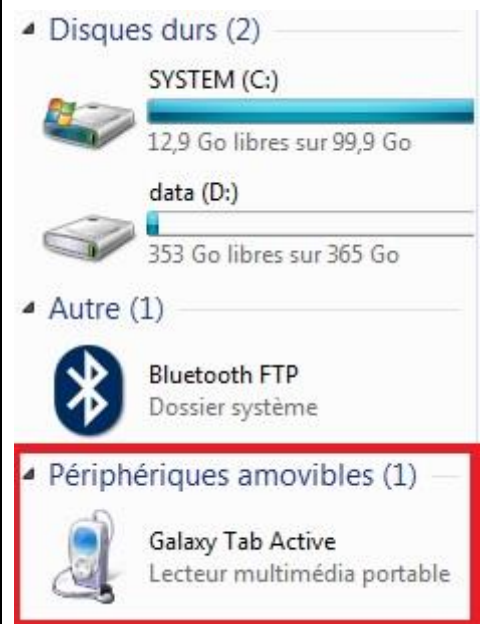 Disques durs (2)
SYSTEM (C:)
12,9 Go libres sur 99,9 Go
data (D:)
353 Go libres sur 365 Go
Autre (1)
Bluetooth FTP
Dossier système
Périphériques amovibles (1)
Galaxy Tab Active
Lecteur multimédia portable